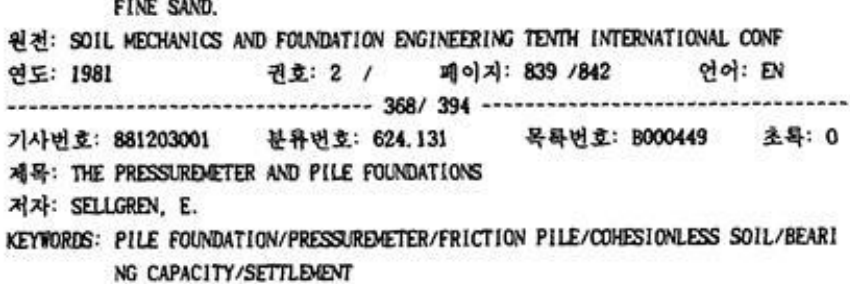 FINE SAND.
원전: SOIL MECHANICS AND FOUNDATION ENGINEERING TENTH INTERNATIONAL CONF
연도: 1981 권호: 2 / 페이지: 839 /842 언어: EN
-------------------------------- 368/ 394 --------------------------------
기사번호: 881203001 분유번호: 624.131 목록번호: B000449 초록: 0
제목: THE PRESSUREMETER AND PILE FOUNDATIONS
저자: SELLGREN, E.
KEYWORDS: PILE FOUNDATION/PRESSUREMETER/FRICTION PILE/COHESIONLESS SOIL/BEARI
NG CAPACITY/SETTLEMENT